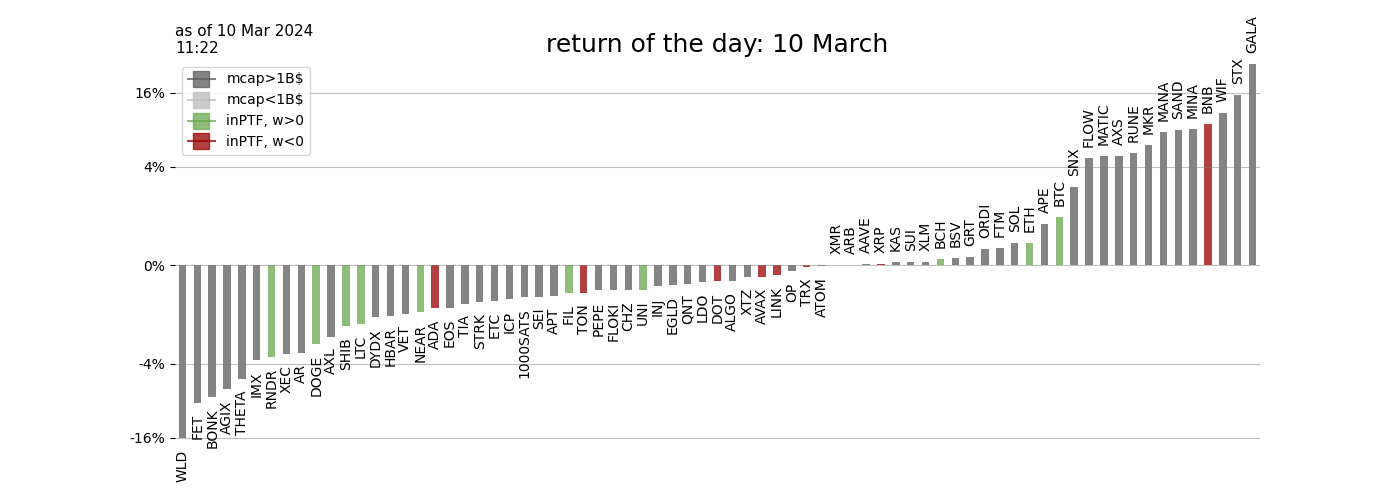 as of 10 Mar 2024
11:22
return of the day: 10 March
mcap>1B$
mcap<1B$
inPTF, w>0
inPTF, w<0
16%
4%
0%
-4%
-16%
WLD
FET
BONK
AGIX
THETA
IMX
RNDR
XEC
AR
DOGE
AXL
SHIB
LTC
DYDX
HBAR
VET
NEAR
ADA
EOS
TIA
STRK
ETC
ICP
1000SATS
SEI
APT
FIL
TON
PEPE
FLOKI
CHZ
UNI
INJ
EGLD
QNT
LDO
DOT
ALGO
XTZ
AVAX
LINK
OP
TRX
ATOM
XMR
ARB
AAVE
XRP
KAS
SUI
XLM
BCH
BSV
GRT
ORDI
FTM
SOL
ETH
APE
BTC
SNX
FLOW
MATIC
AXS
RUNE
MKR
MANA
SAND
MINA
BNB
WIF
STX
GALA